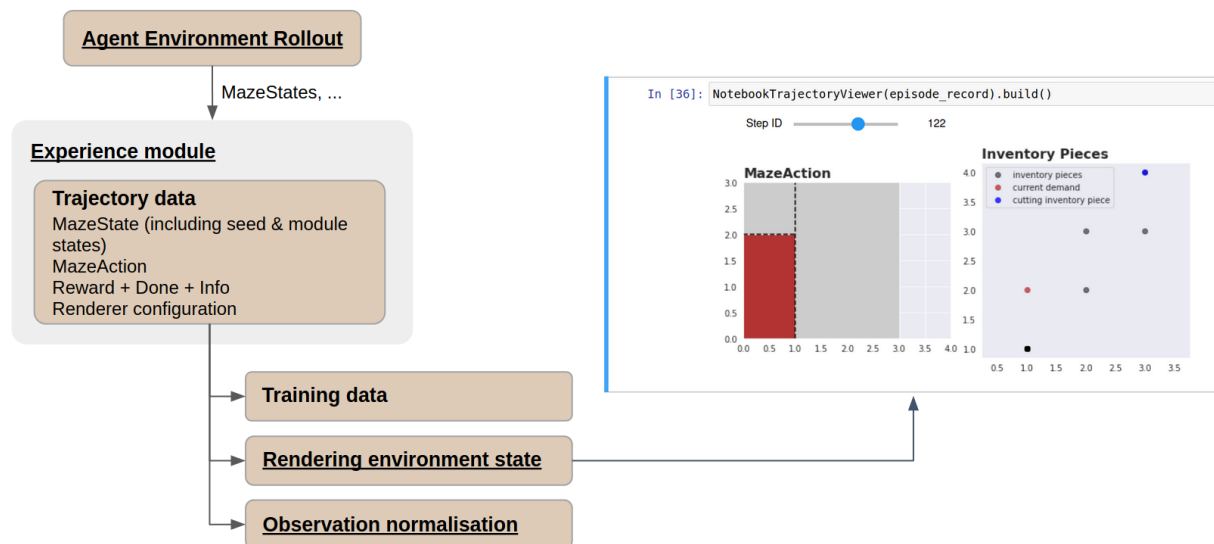 Agent Environment Rollout
MazeStates, ...
Experience module
Trajectory data
MazeState (including seed & module
states)
MazeAction
Reward + Done + Info
Renderer configuration
Training data
Rendering environment state
Observation normalisation
In [36]: NotebookTrajectoryViewer(episode_record).build()
Step ID 122
MazeAction
3.0
2.5
2.0
1.5
1.0
0.5
0.0
0.0 0.5 1.0 1.5 2.0 2.5 3.0 3.5 4.0
Inventory Pieces
inventory pieces
current demand
cutting inventory piece
4.0
3.5
3.0
2.5
2.0
1.5
1.0
0.5 1.0 1.5 2.0 2.5 3.0 3.5